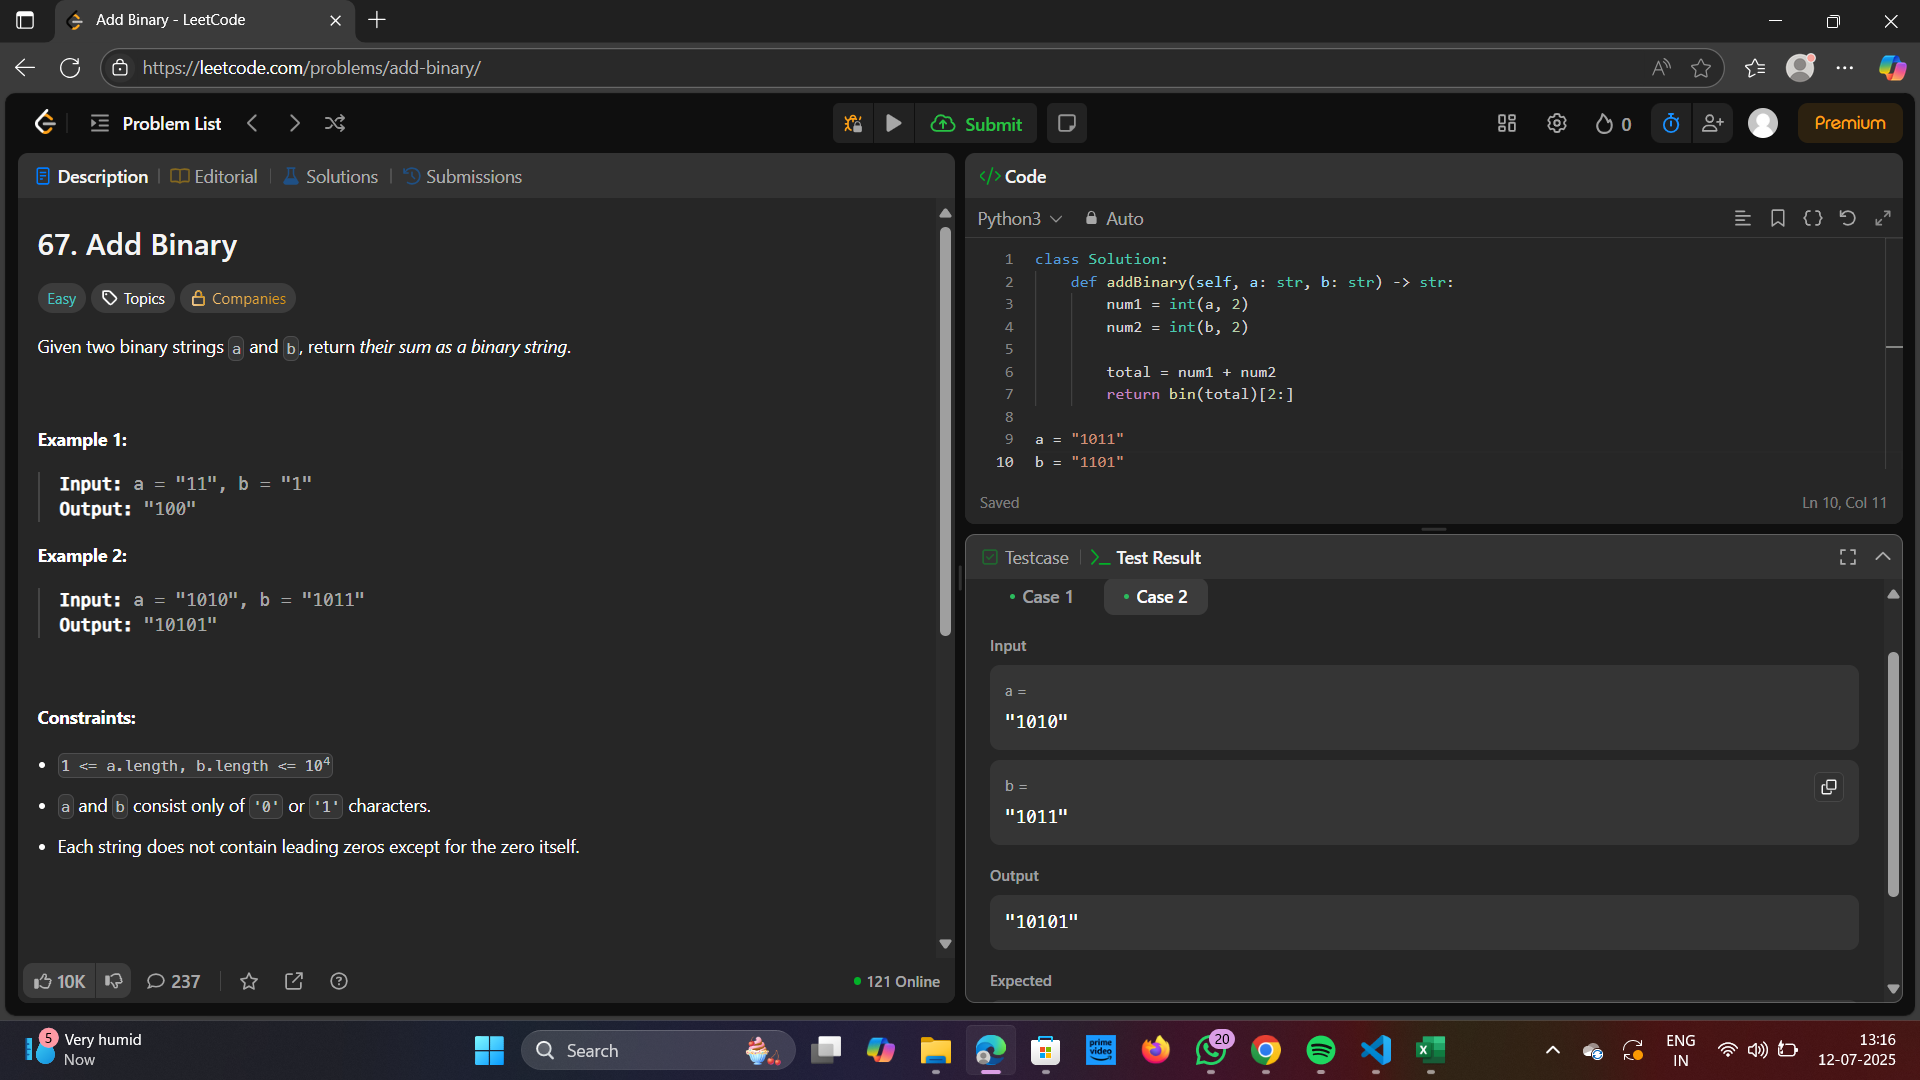 Add Binary - LeetCode
https://leetcode.com/problems/add-binary/
Problem List
Submit
0
Premium
Description
Editorial
Solutions
Submissions
67. Add Binary
Easy
Topics
Companies
Given two binary strings a and b, return their sum as a binary string.
Example 1:
Input: a = "11", b = "1"
Output: "100"
Example 2:
Input: a = "1010", b = "1011"
Output: "10101"
Constraints:
1 <= a.length, b.length <= 10⁴
a and b consist only of '0' or '1' characters.
Each string does not contain leading zeros except for the zero itself.
10K
237
121 Online
</> Code
Python3
Auto
1 class Solution:
2 def addBinary(self, a: str, b: str) -> str:
3 num1 = int(a, 2)
4 num2 = int(b, 2)
5
6 total = num1 + num2
7 return bin(total)[2:]
8
9 a = "1011"
10 b = "1101"
Saved
Ln 10, Col 11
Testcase
Test Result
Case 1
Case 2
Input
a =
"1010"
b =
"1011"
Output
"10101"
Expected
5
Very humid
Now
Search
prime video
20
ENG
IN
13:16
12-07-2025